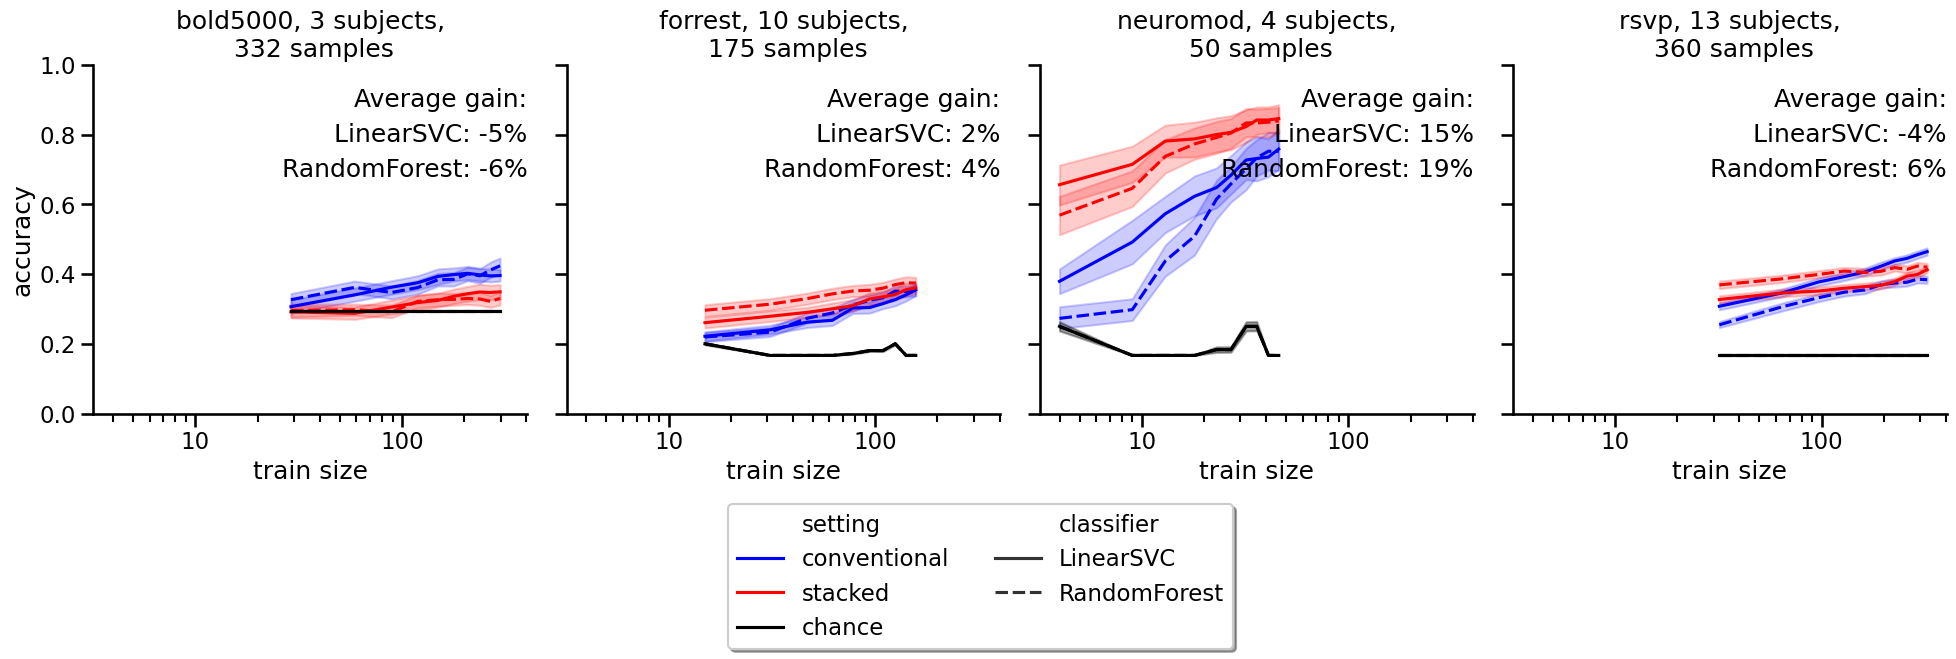 bold5000, 3 subjects,
332 samples
forrest, 10 subjects,
175 samples
neuromod, 4 subjects,
50 samples
rsvp, 13 subjects,
360 samples
accuracy
1.0
0.8
0.6
0.4
0.2
0.0
Average gain:
LinearSVC: -5%
RandomForest: -6%
Average gain:
LinearSVC: 2%
RandomForest: 4%
Average gain:
LinearSVC: 15%
RandomForest: 19%
Average gain:
LinearSVC: -4%
RandomForest: 6%
10 100
train size
10 100
train size
10 100
train size
10 100
train size
setting
conventional
stacked
chance
classifier
LinearSVC
RandomForest